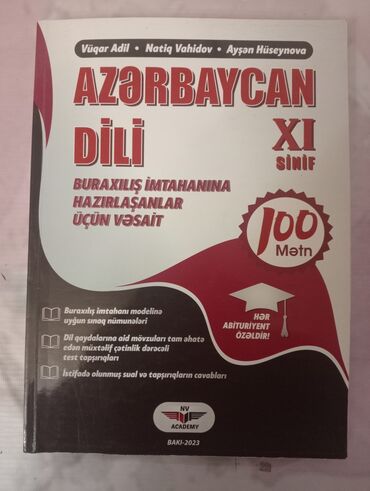 Vüqar Adil • Natiq Vahidov • Ayşən Hüseynova
AZƏRBAYCAN
DİLİ
XI
SİNİF
BURAXILIŞ İMTAHANINA
HAZIRLAŞANLAR
ÜÇÜN VƏSAİT
100
Mətn
HƏR
ABİTURİYENT
ÖZƏLDİR!
Buraxılış imtahanı modelinə
uyğun sınaq nümunələri
Dil qaydalarına aid mövzuları tam əhatə
edən müxtəlif çətinlik dərəcəli
test tapşırıqları
İstifadə olunmuş sual və tapşırıqların cavabları
NV
ACADEMY
BAKI-2023